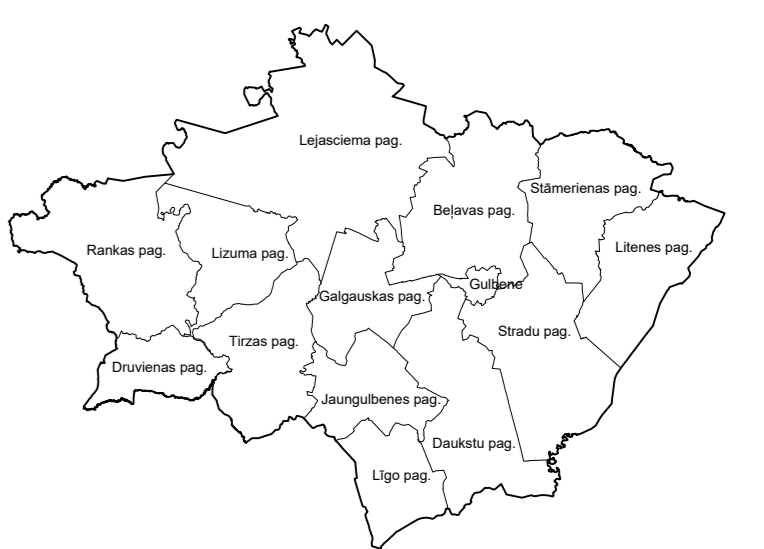 Lejasciema pag.
Stāmerienas pag.
Beļavas pag.
Rankas pag.
Lizuma pag.
Litenes pag.
Gulbene
Galgauskas pag.
Stradu pag.
Tirzas pag.
Druvienas pag.
Jaungulbenes pag.
Daukstu pag.
Līgo pag.